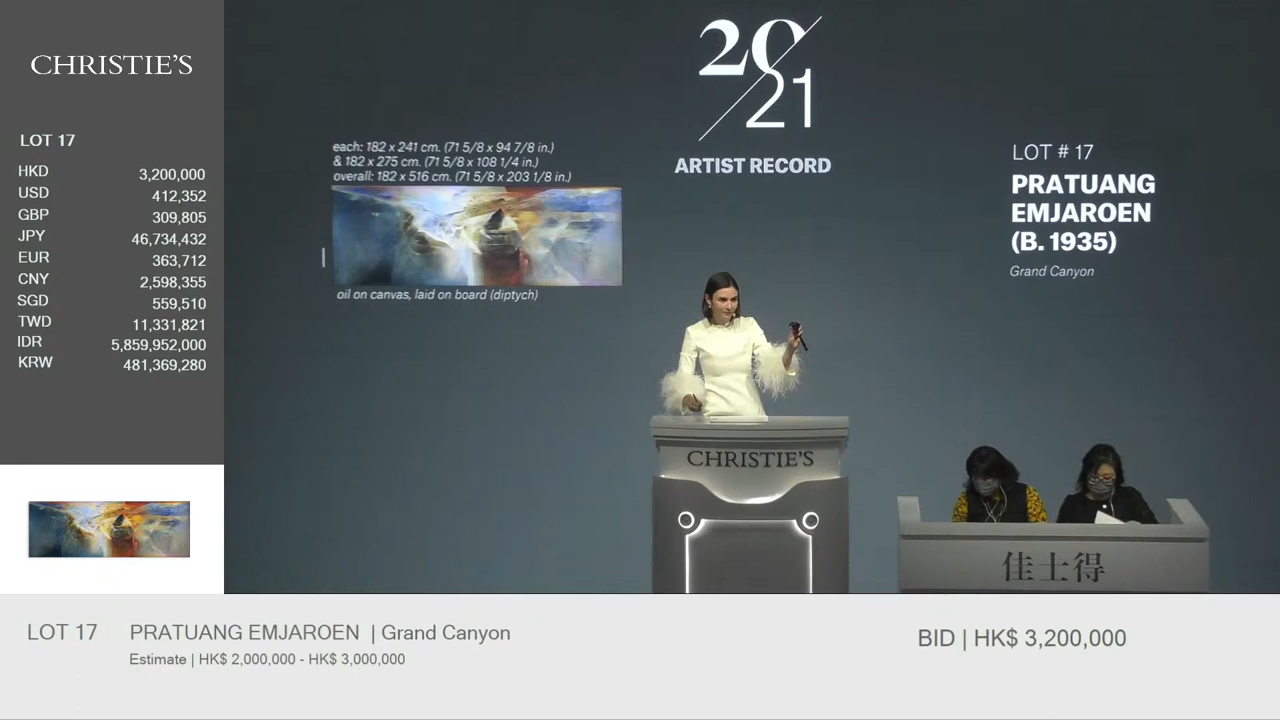 CHRISTIE'S
LOT 17
HKD 3,200,000
USD 412,352
GBP 309,805
JPY 46,734,432
EUR 363,712
CNY 2,598,355
SGD 559,510
TWD 11,331,821
IDR 5,859,952,000
KRW 481,369,280
20/21
ARTIST RECORD
each: 182 x 241 cm. (71 5/8 x 94 7/8 in.)
& 182 x 275 cm. (71 5/8 x 108 1/4 in.)
overall: 182 x 516 cm. (71 5/8 x 203 1/8 in.)
oil on canvas, laid on board (diptych)
LOT # 17
PRATUANG
EMJAROEN
(B. 1935)
Grand Canyon
CHRISTIE'S
佳士得
LOT 17 PRATUANG EMJAROEN | Grand Canyon
Estimate | HK$ 2,000,000 - HK$ 3,000,000
BID | HK$ 3,200,000